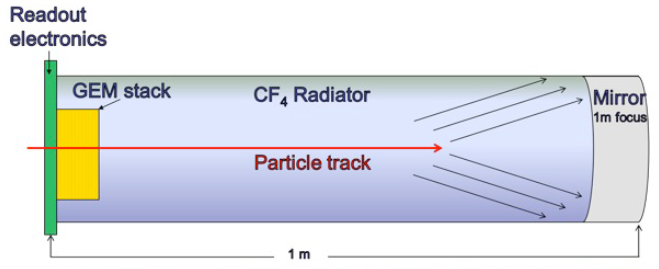 Readout
electronics
GEM stack
CF₄ Radiator
Mirror
1m focus
Particle track
1 m